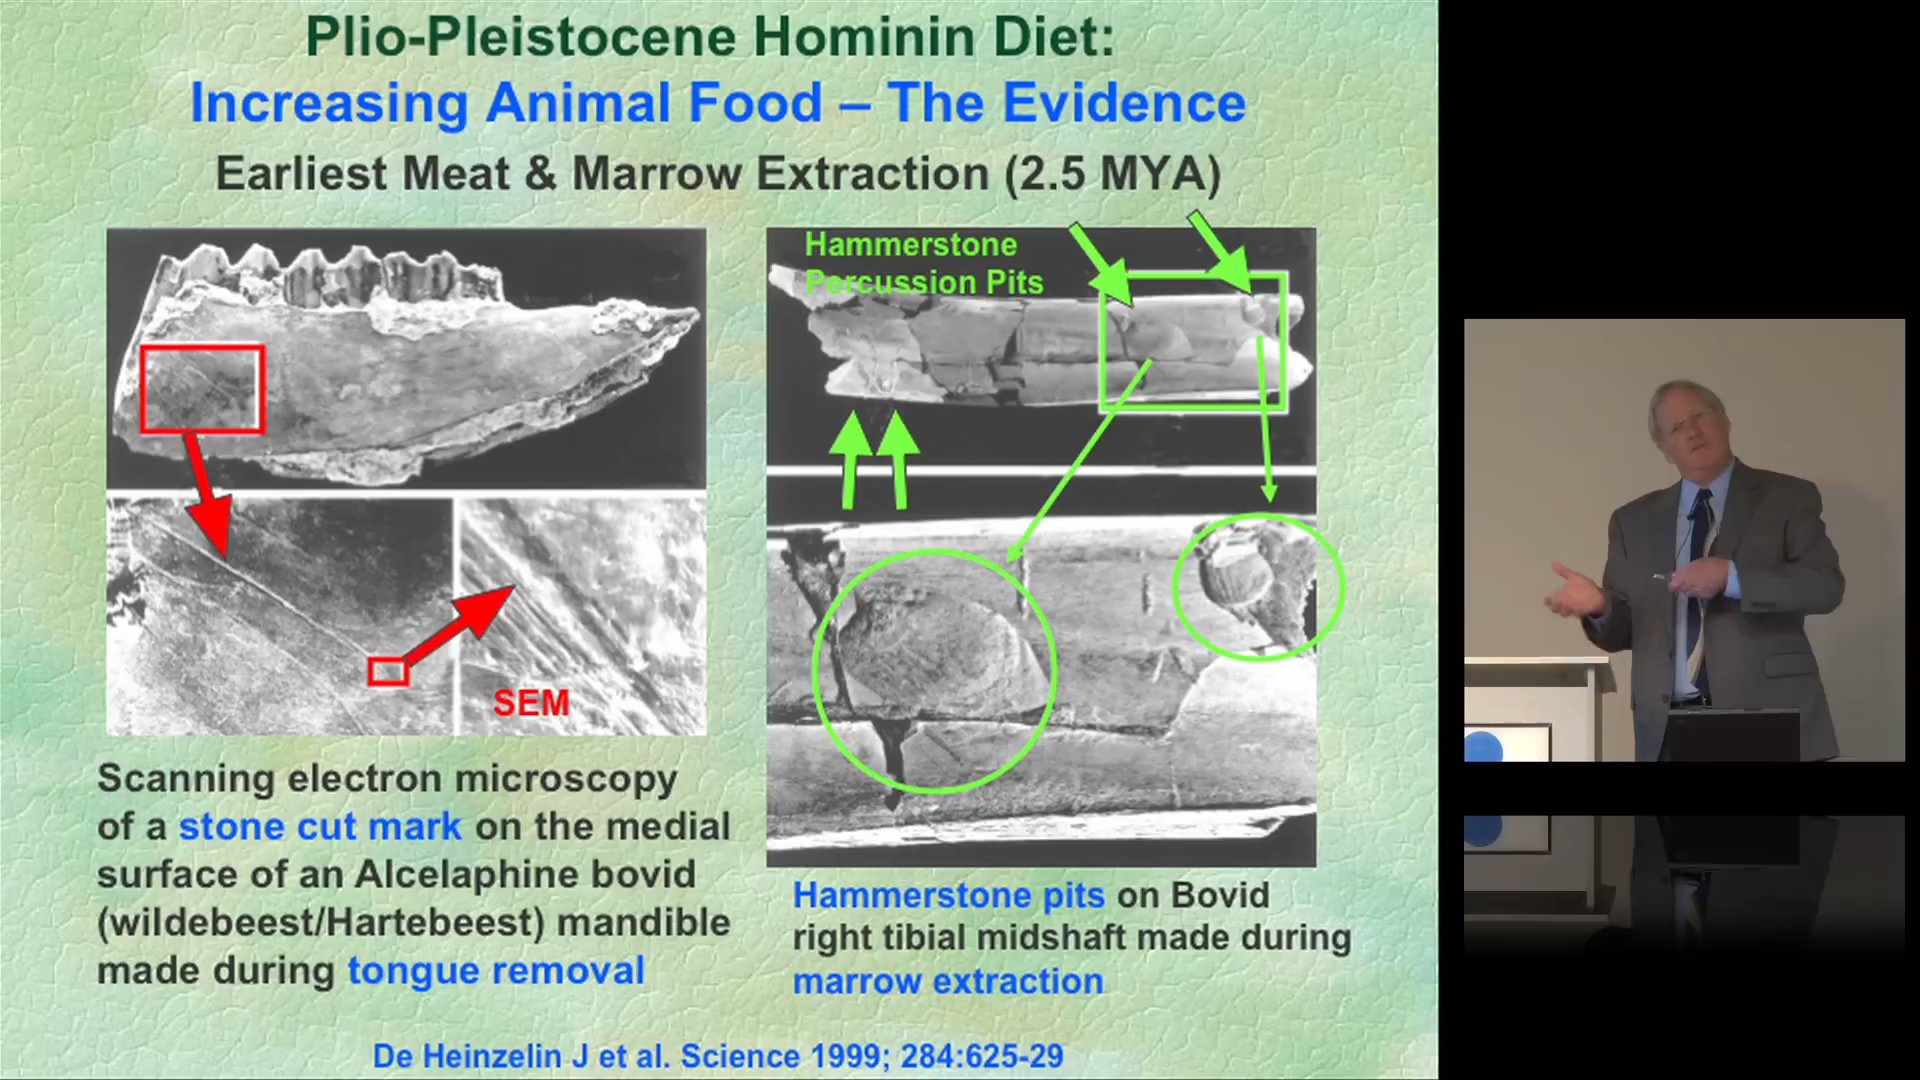 Plio-Pleistocene Hominin Diet:
Increasing Animal Food – The Evidence
Earliest Meat & Marrow Extraction (2.5 MYA)
Hammerstone
Percussion Pits
SEM
Scanning electron microscopy
of a stone cut mark on the medial
surface of an Alcelaphine bovid
(wildebeest/Hartebeest) mandible
made during tongue removal
Hammerstone pits on Bovid
right tibial midshaft made during
marrow extraction
De Heinzelin J et al. Science 1999; 284:625-29